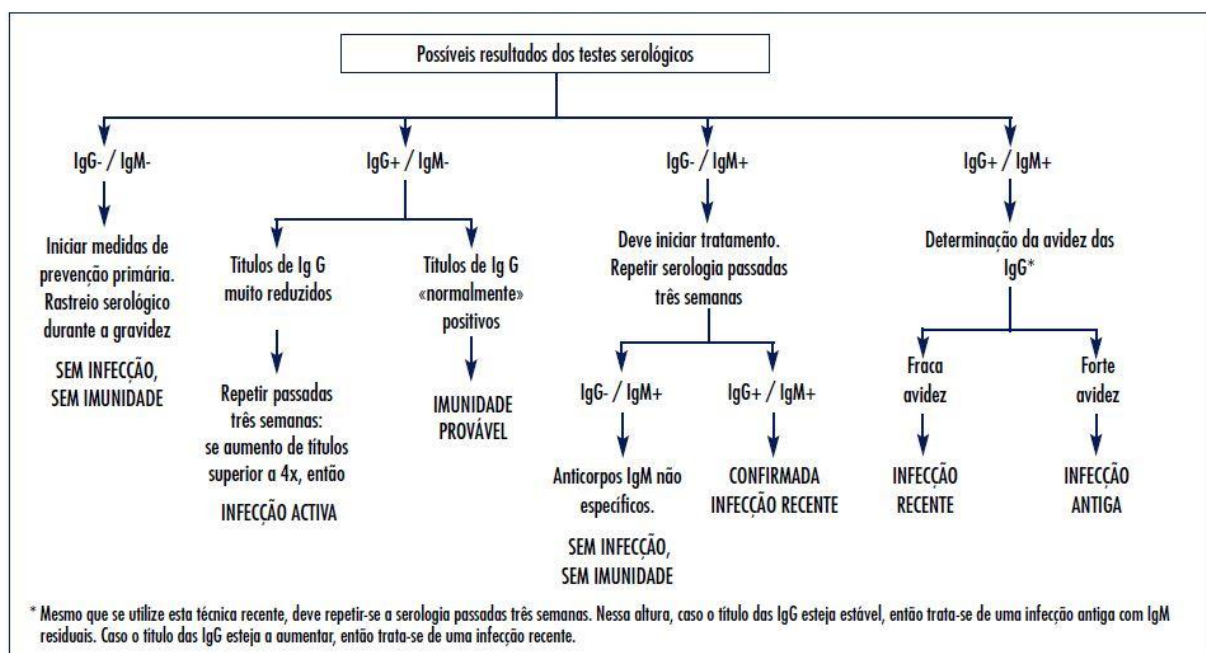 Possíveis resultados dos testes serológicos
IgG- / IgM-
Iniciar medidas de
prevenção primária.
Rastreio serológico
durante a gravidez
SEM INFECÇÃO,
SEM IMUNIDADE
IgG+ / IgM-
Títulos de Ig G
muito reduzidos
Repetir passadas
três semanas:
se aumento de títulos
superior a 4x, então
INFECÇÃO ACTIVA
Títulos de Ig G
«normalmente»
positivos
IMUNIDADE
PROVÁVEL
IgG- / IgM+
Deve iniciar tratamento.
Repetir serologia passadas
três semanas
IgG- / IgM+
Anticorpos IgM não
específicos.
SEM INFECÇÃO,
SEM IMUNIDADE
IgG+ / IgM+
CONFIRMADA
INFECÇÃO RECENTE
IgG+ / IgM+
Determinação da avidez das
IgG*
Fraca
avidez
INFECÇÃO
RECENTE
Forte
avidez
INFECÇÃO
ANTIGA
* Mesmo que se utilize esta técnica recente, deve repetir-se a serologia passadas três semanas. Nessa altura, caso o título das IgG esteja estável, então trata-se de uma infecção antiga com IgM
residuais. Caso o título das IgG esteja a aumentar, então trata-se de uma infecção recente.